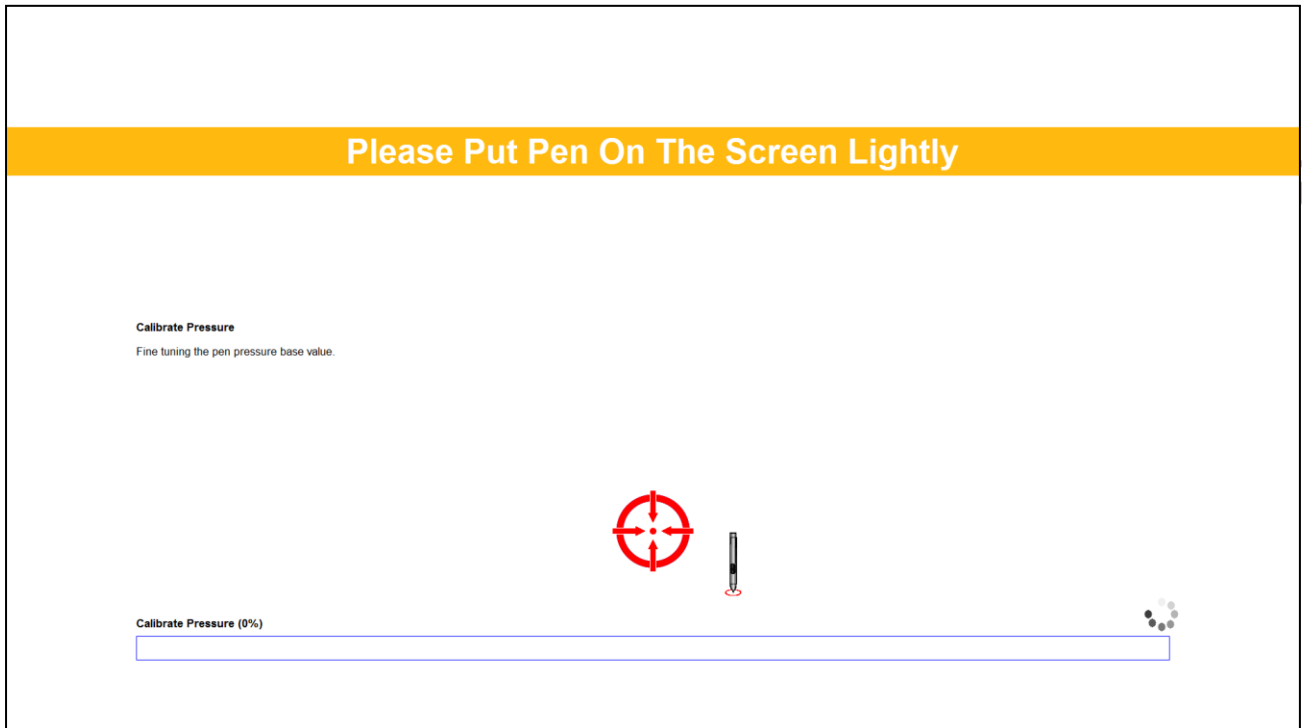 Please Put Pen On The Screen Lightly
Calibrate Pressure
Fine tuning the pen pressure base value.
Calibrate Pressure (0%)